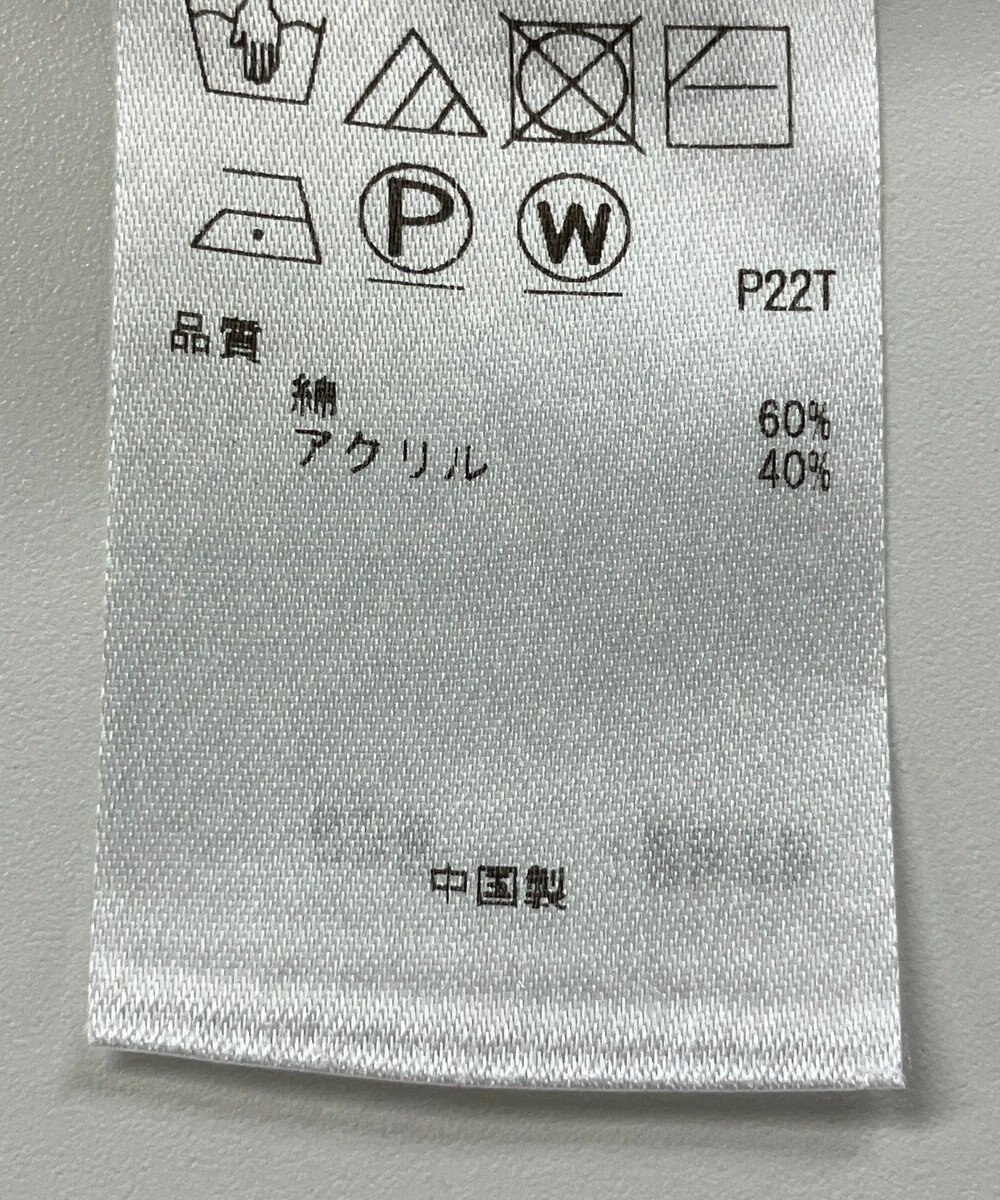 P
W
P22T
品質
綿 60%
アクリル 40%
中国製